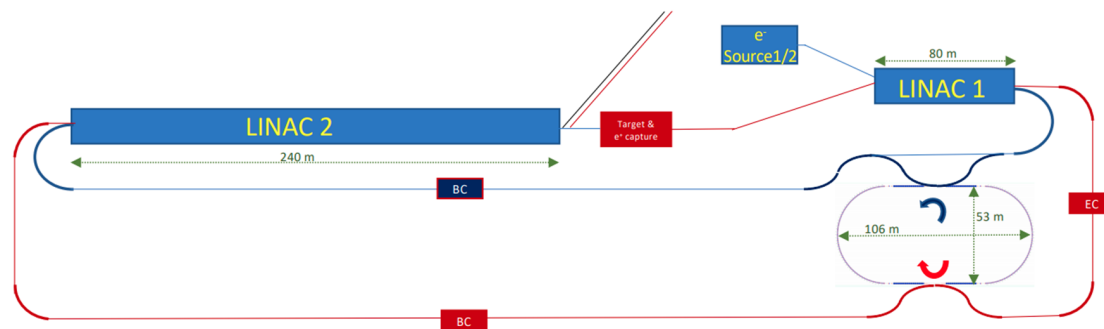 e-
Source1/2
80 m
LINAC 1
LINAC 2
Target &
e+ capture
240 m
BC
EC
53 m
106 m
BC